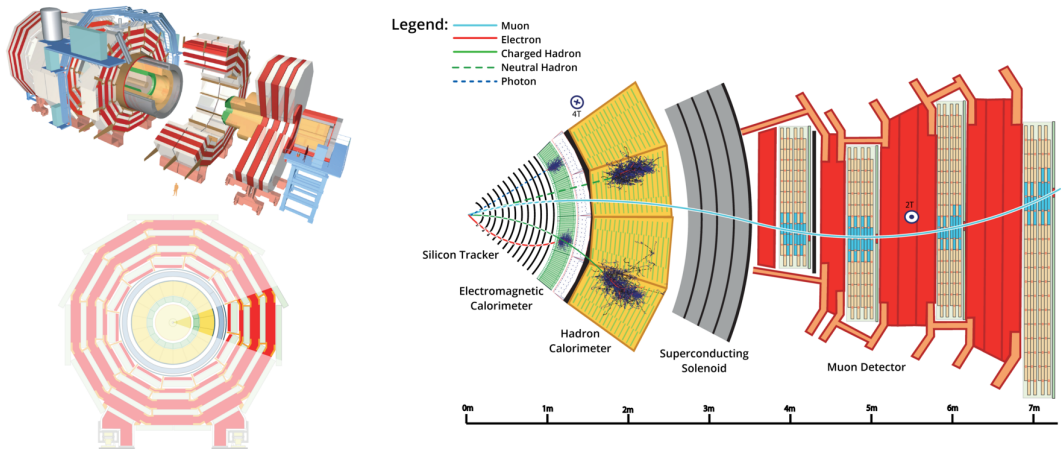 Legend:
Muon
Electron
Charged Hadron
Neutral Hadron
Photon
4T
2T
Silicon Tracker
Electromagnetic
Calorimeter
Hadron
Calorimeter
Superconducting
Solenoid
Muon Detector
0m 1m 2m 3m 4m 5m 6m 7m